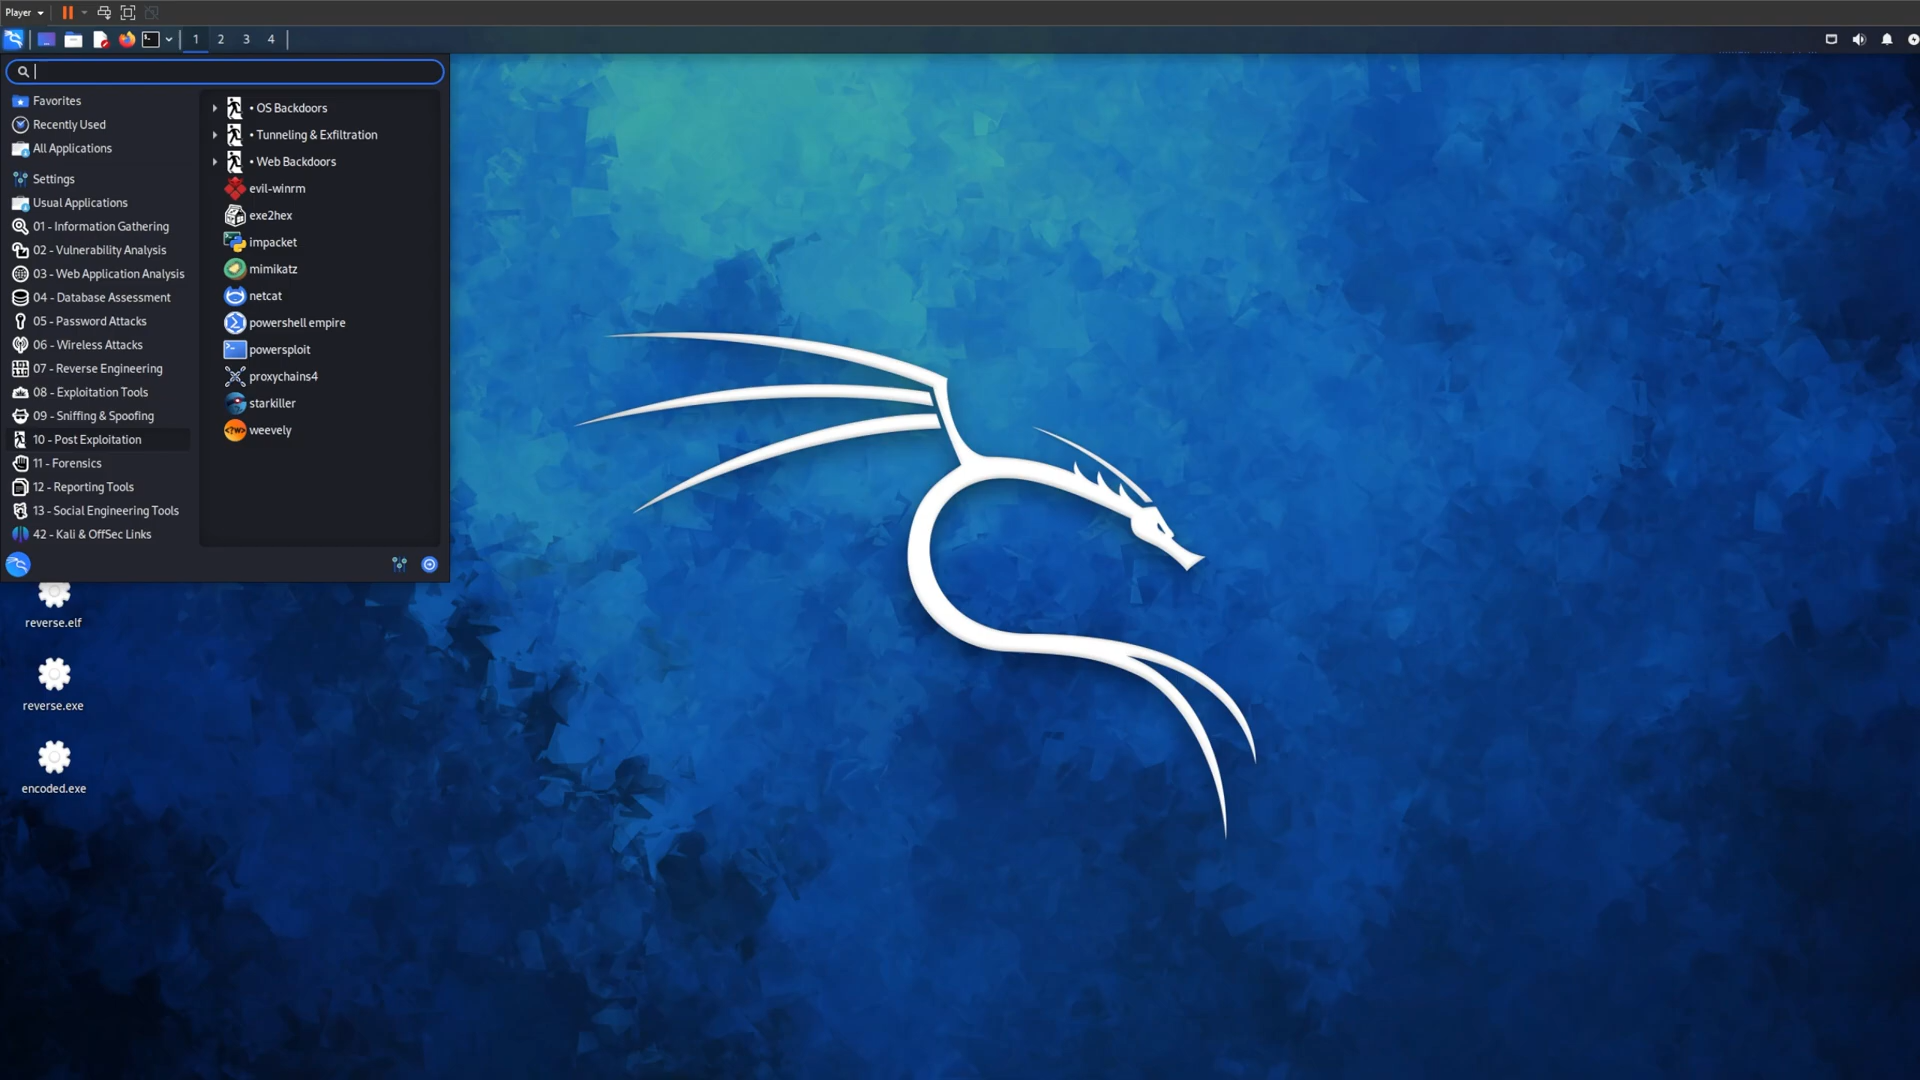 Player
1 2 3 4
Favorites
Recently Used
All Applications
Settings
Usual Applications
01 - Information Gathering
02 - Vulnerability Analysis
03 - Web Application Analysis
04 - Database Assessment
05 - Password Attacks
06 - Wireless Attacks
07 - Reverse Engineering
08 - Exploitation Tools
09 - Sniffing & Spoofing
10 - Post Exploitation
11 - Forensics
12 - Reporting Tools
13 - Social Engineering Tools
42 - Kali & OffSec Links
• OS Backdoors
• Tunneling & Exfiltration
• Web Backdoors
evil-winrm
exe2hex
impacket
mimikatz
netcat
powershell empire
powersploit
proxychains4
starkiller
weevely
reverse.elf
reverse.exe
encoded.exe